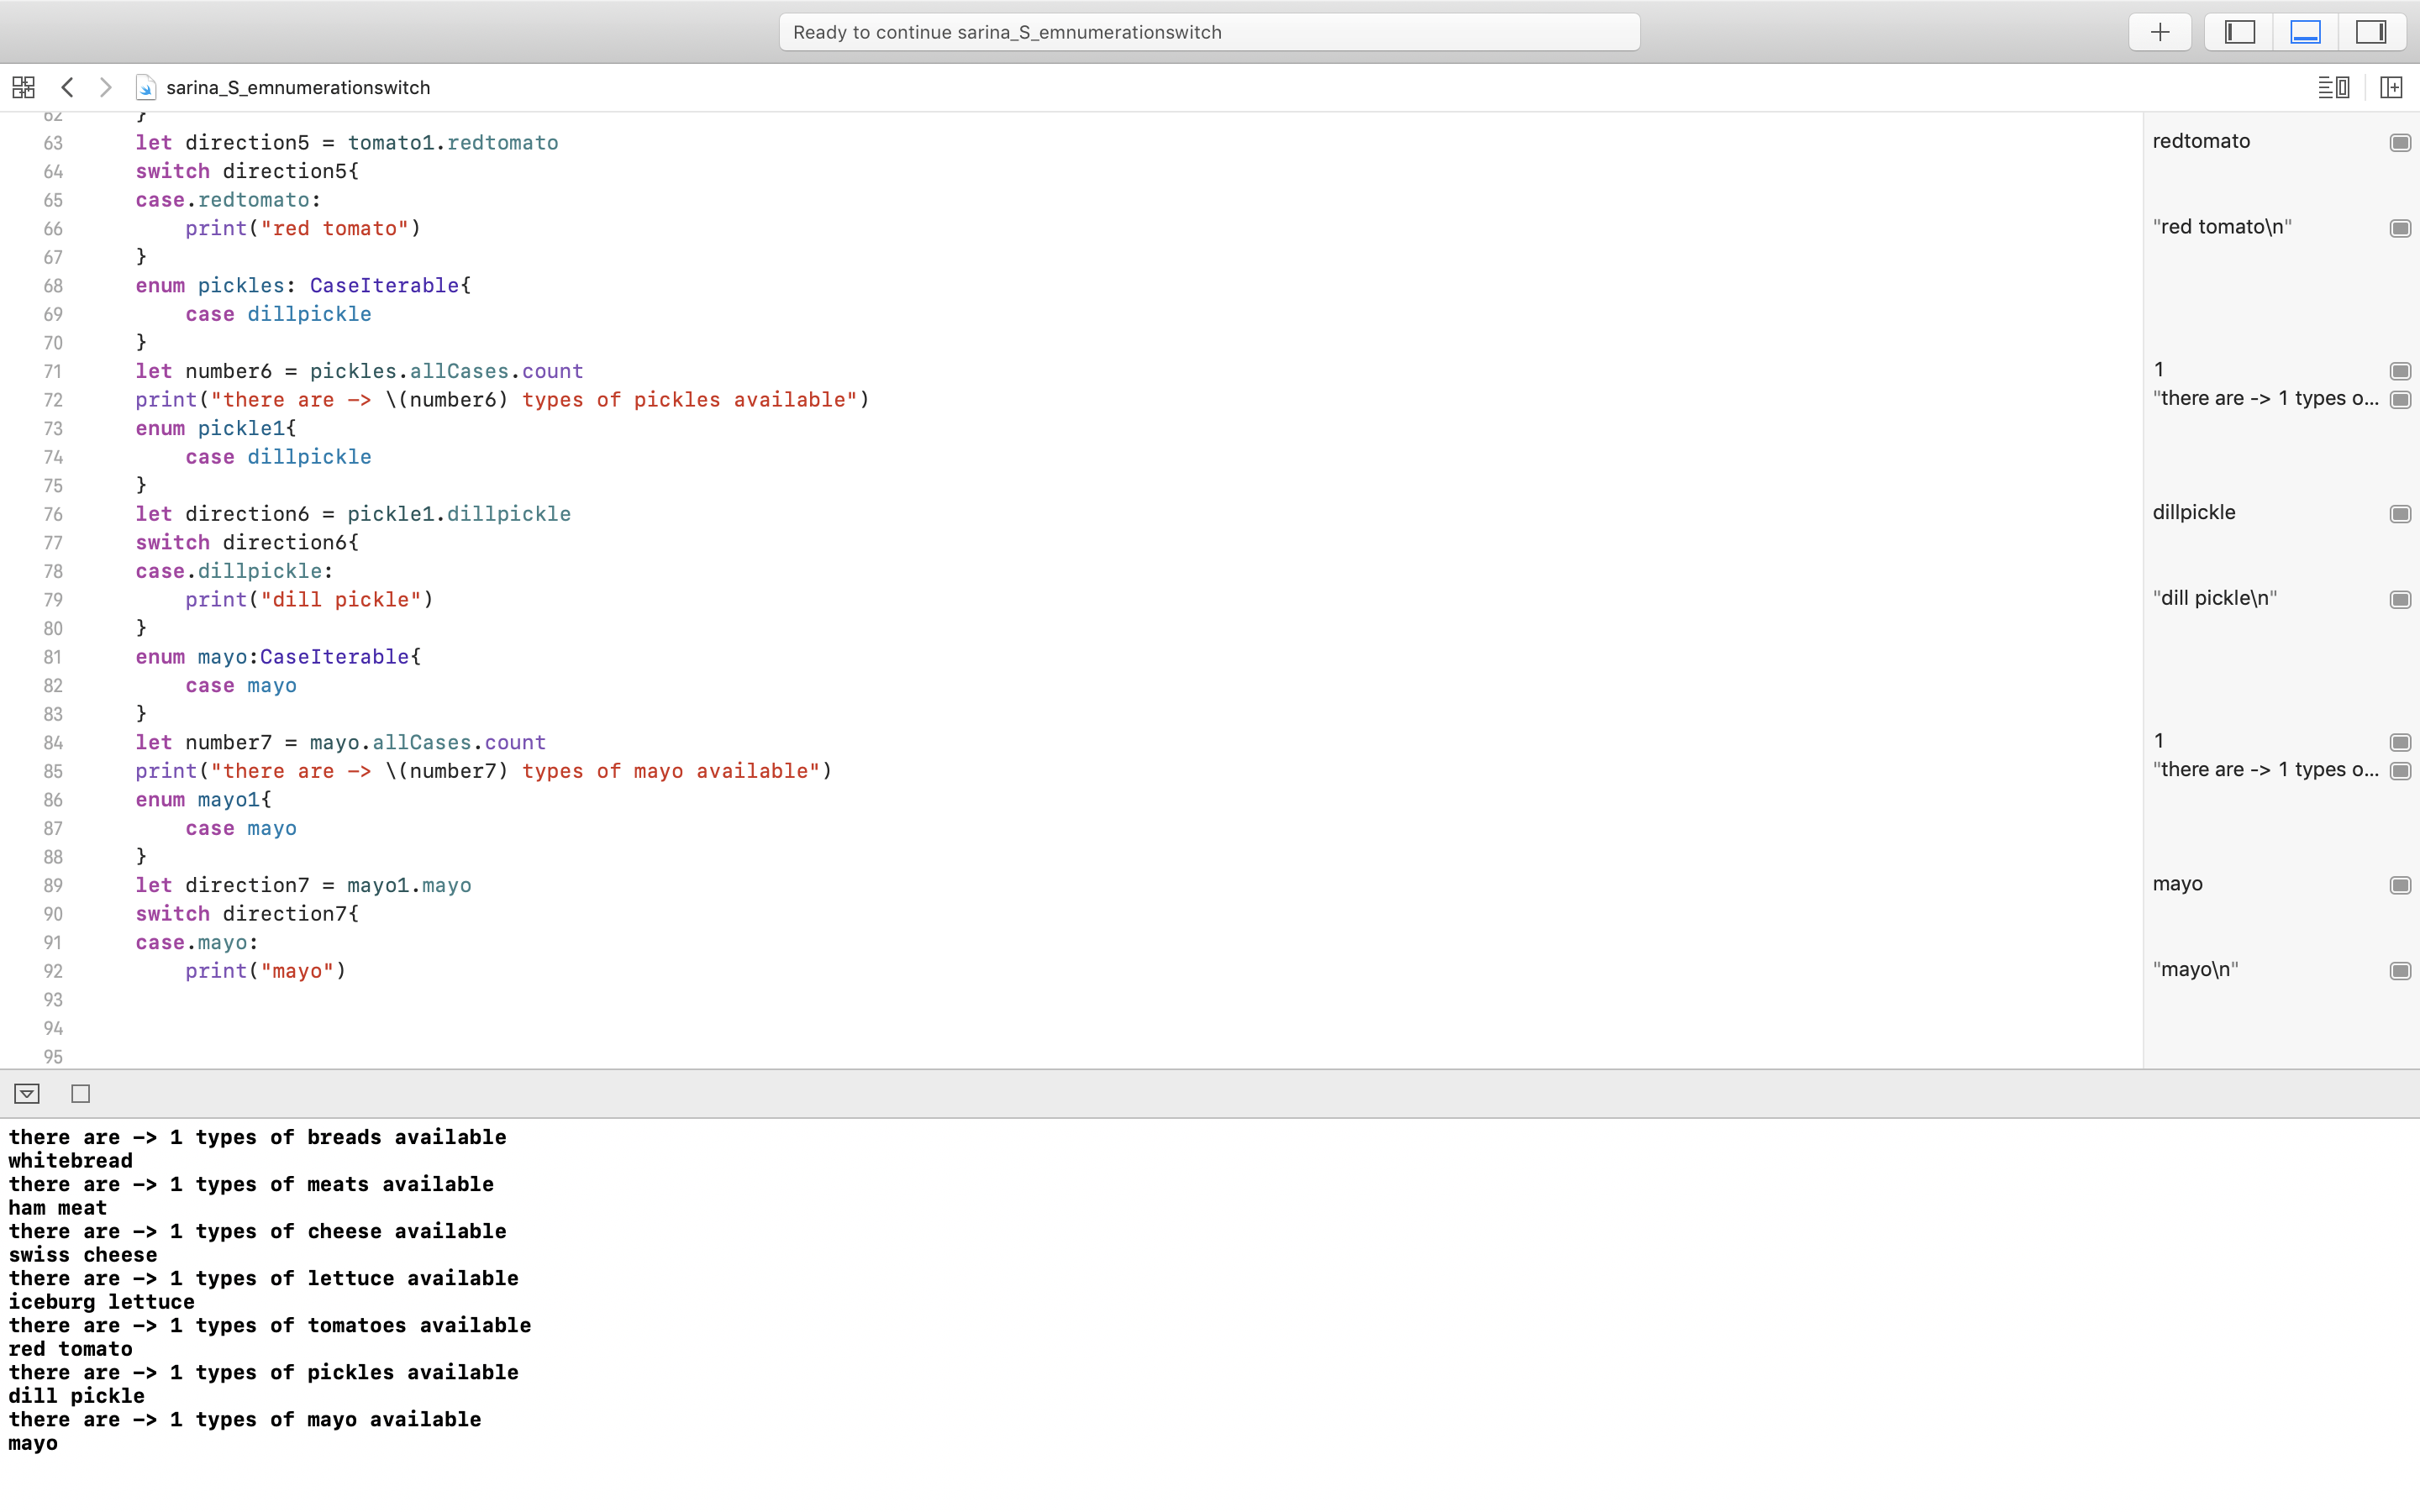 Ready to continue sarina_S_emnumerationswitch
sarina_S_emnumerationswitch
62 }
63 let direction5 = tomato1.redtomato
64 switch direction5{
65 case.redtomato:
66 print("red tomato")
67 }
68 enum pickles: CaseIterable{
69 case dillpickle
70 }
71 let number6 = pickles.allCases.count
72 print("there are -> \(number6) types of pickles available")
73 enum pickle1{
74 case dillpickle
75 }
76 let direction6 = pickle1.dillpickle
77 switch direction6{
78 case.dillpickle:
79 print("dill pickle")
80 }
81 enum mayo:CaseIterable{
82 case mayo
83 }
84 let number7 = mayo.allCases.count
85 print("there are -> \(number7) types of mayo available")
86 enum mayo1{
87 case mayo
88 }
89 let direction7 = mayo1.mayo
90 switch direction7{
91 case.mayo:
92 print("mayo")
93
94
95
redtomato
"red tomato\n"
1
"there are -> 1 types o...
dillpickle
"dill pickle\n"
1
"there are -> 1 types o...
mayo
"mayo\n"
there are -> 1 types of breads available
whitebread
there are -> 1 types of meats available
ham meat
there are -> 1 types of cheese available
swiss cheese
there are -> 1 types of lettuce available
iceburg lettuce
there are -> 1 types of tomatoes available
red tomato
there are -> 1 types of pickles available
dill pickle
there are -> 1 types of mayo available
mayo